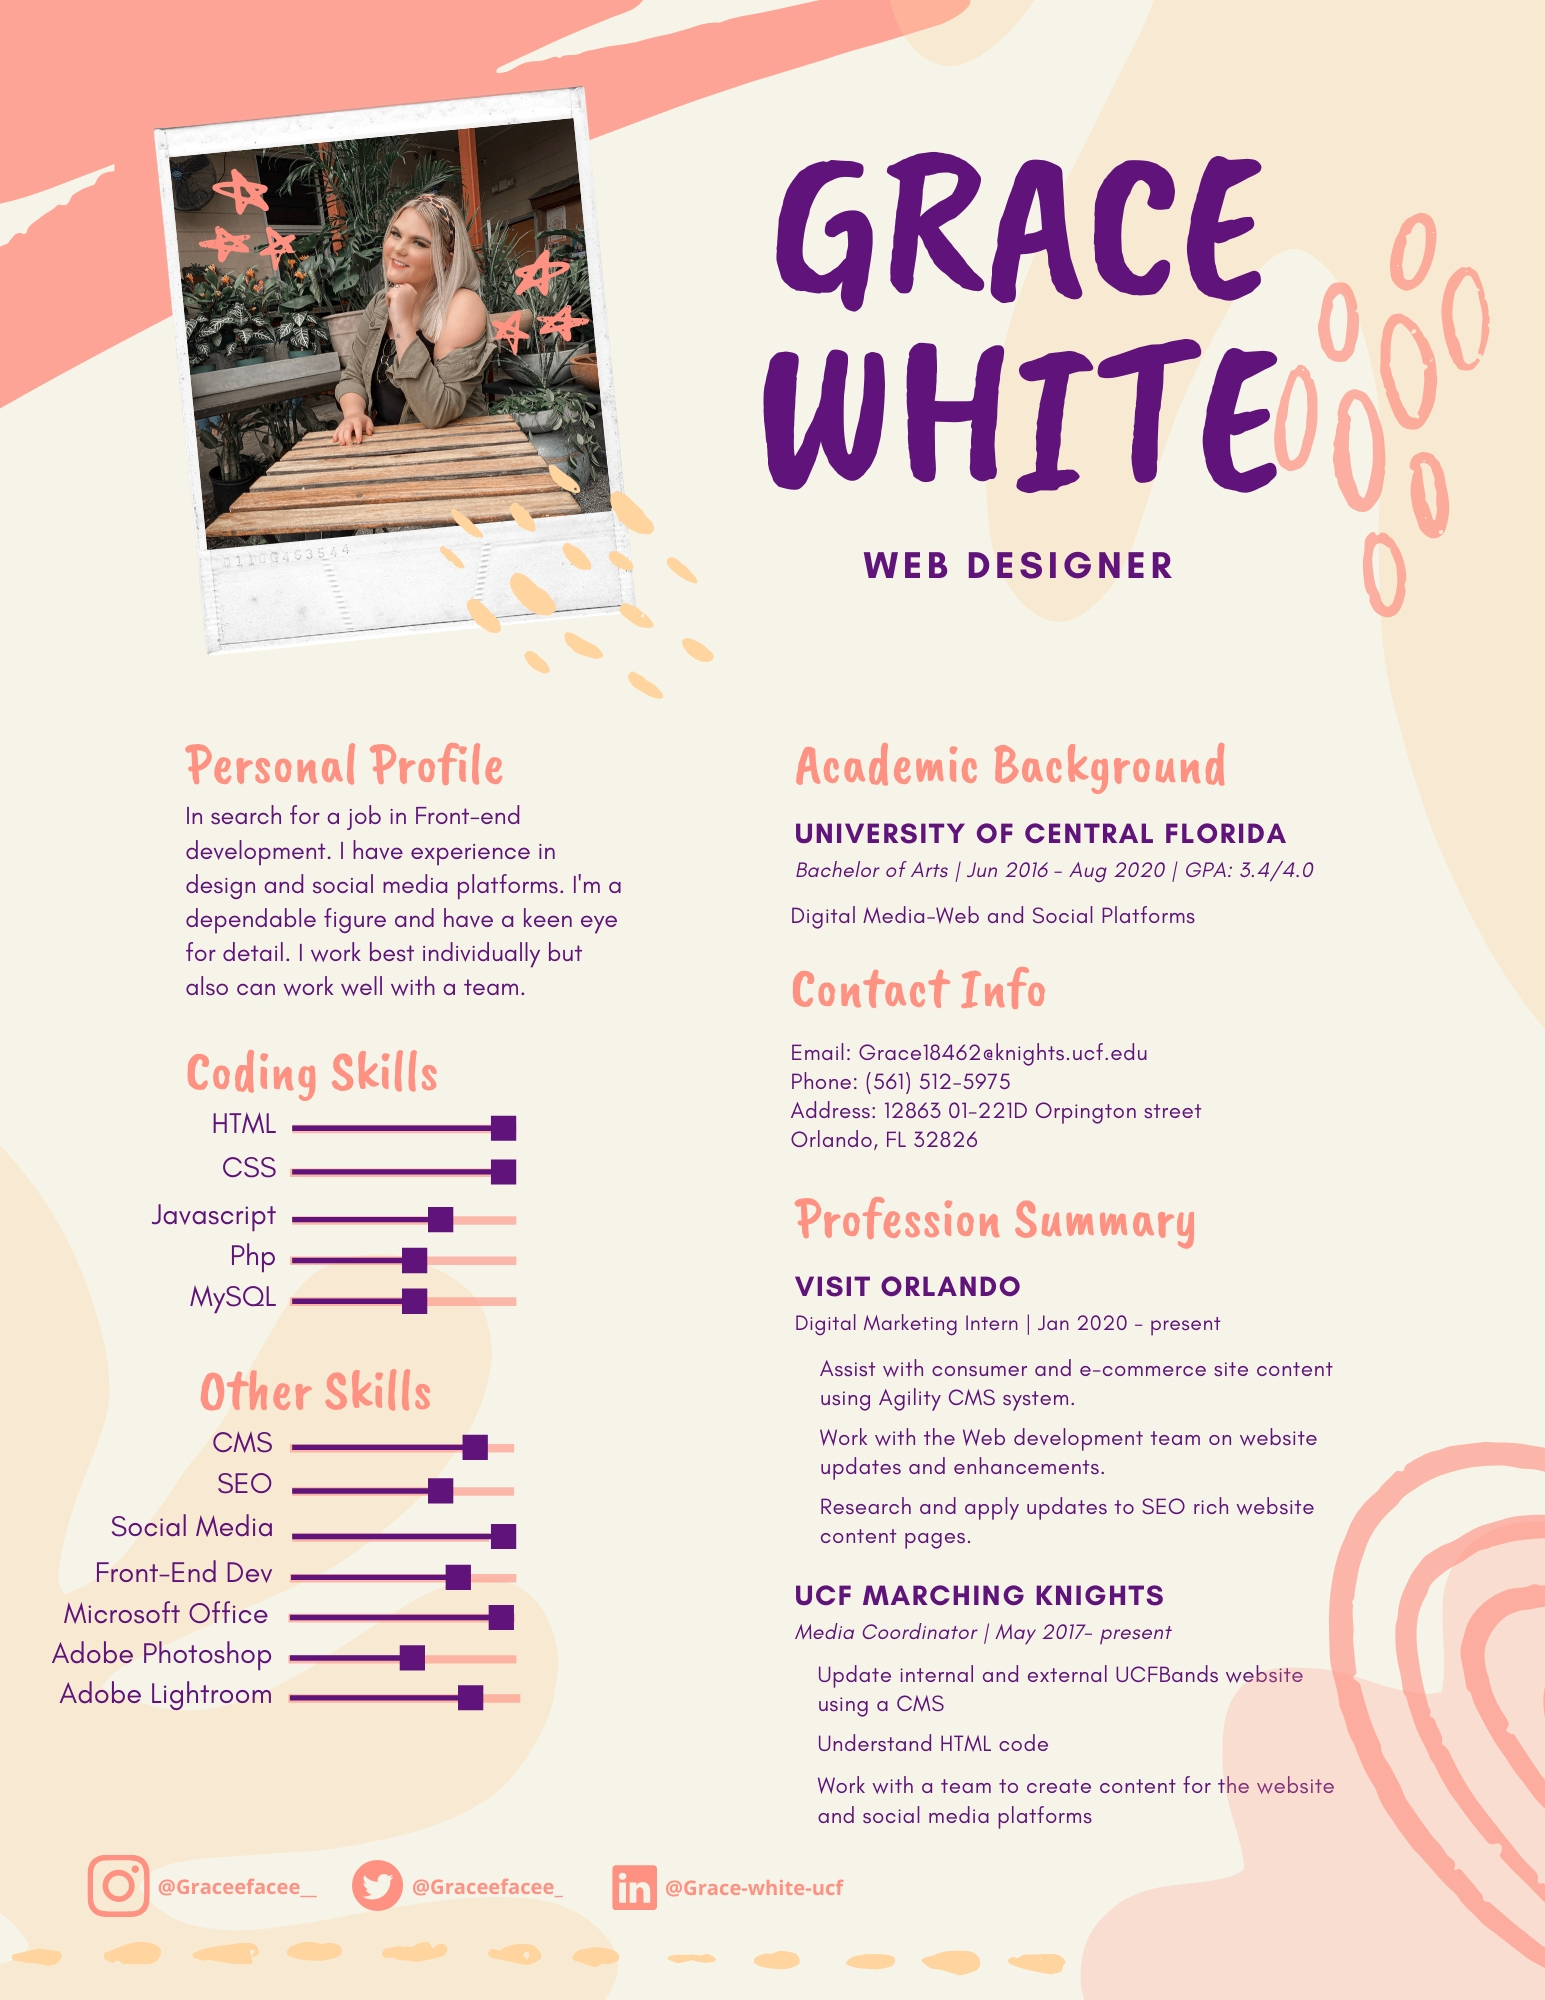 GRACE
WHITE
WEB DESIGNER
0110G463544
Personal Profile
In search for a job in Front-end
development. I have experience in
design and social media platforms. I'm a
dependable figure and have a keen eye
for detail. I work best individually but
also can work well with a team.
Coding Skills
HTML
CSS
Javascript
Php
MySQL
Other Skills
CMS
SEO
Social Media
Front-End Dev
Microsoft Office
Adobe Photoshop
Adobe Lightroom
Academic Background
UNIVERSITY OF CENTRAL FLORIDA
Bachelor of Arts | Jun 2016 - Aug 2020 | GPA: 3.4/4.0
Digital Media-Web and Social Platforms
Contact Info
Email: Grace18462@knights.ucf.edu
Phone: (561) 512-5975
Address: 12863 01-221D Orpington street
Orlando, FL 32826
Profession Summary
VISIT ORLANDO
Digital Marketing Intern | Jan 2020 - present
Assist with consumer and e-commerce site content
using Agility CMS system.
Work with the Web development team on website
updates and enhancements.
Research and apply updates to SEO rich website
content pages.
UCF MARCHING KNIGHTS
Media Coordinator | May 2017- present
Update internal and external UCFBands website
using a CMS
Understand HTML code
Work with a team to create content for the website
and social media platforms
@Graceefacee__
@Graceefacee_
@Grace-white-ucf